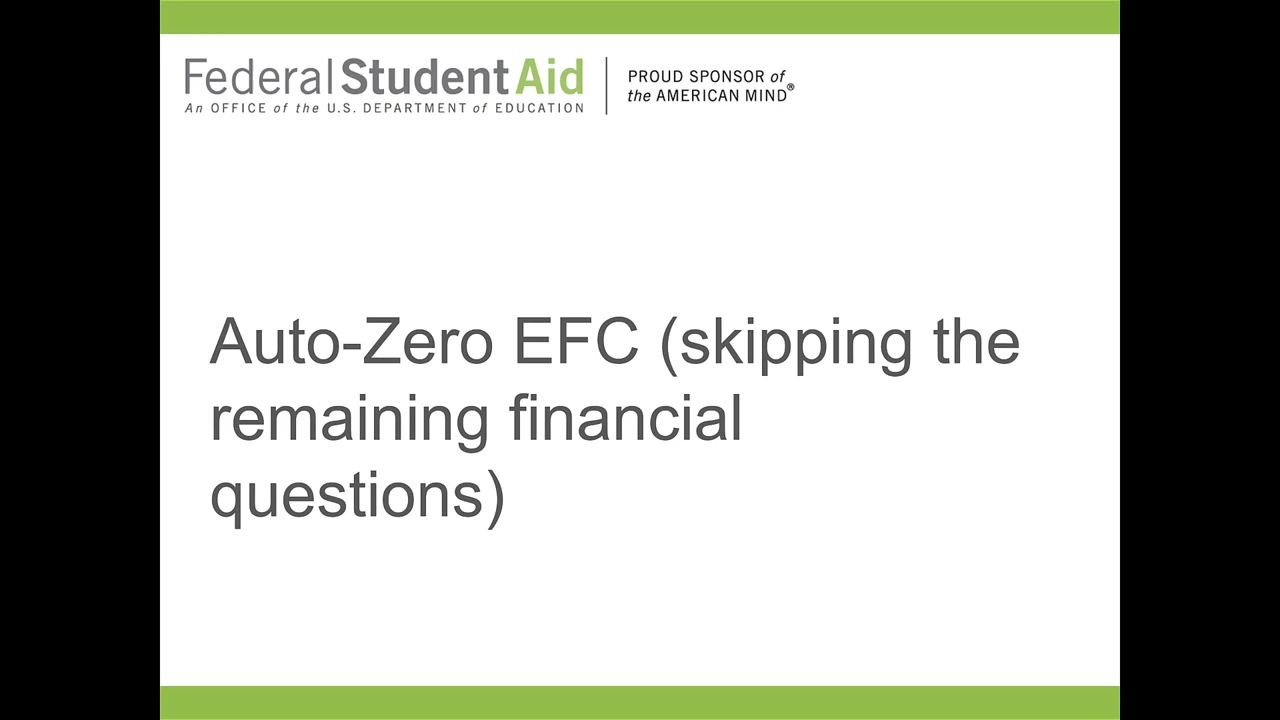 Federal Student Aid
An OFFICE of the U.S. DEPARTMENT of EDUCATION
PROUD SPONSOR of
the AMERICAN MIND®
Auto-Zero EFC (skipping the
remaining financial
questions)